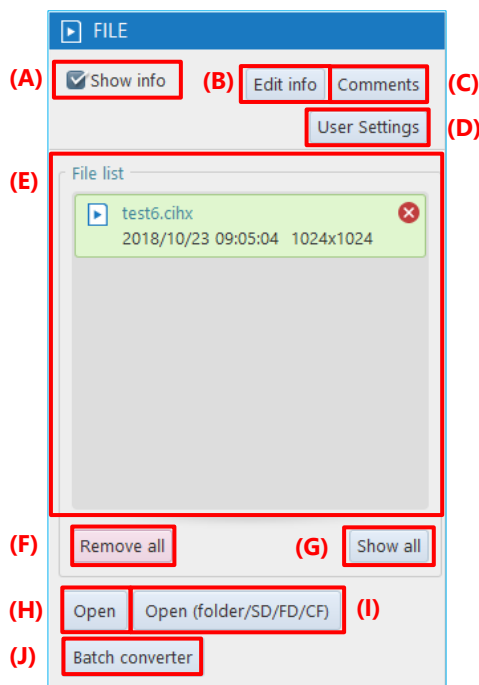 FILE
(A) Show info (B) Edit info Comments (C)
User Settings (D)
(E) File list
test6.cihx
2018/10/23 09:05:04 1024x1024
(F) Remove all (G) Show all
(H) Open Open (folder/SD/FD/CF) (I)
(J) Batch converter